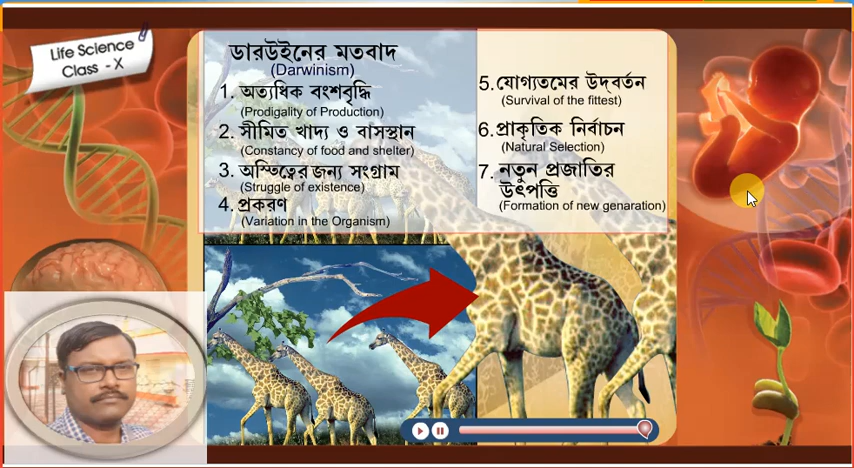 Life Science
Class - X
ডারউইনের মতবাদ
(Darwinism)
1. অত্যধিক বংশবৃদ্ধি
(Prodigality of Production)
2. সীমিত খাদ্য ও বাসস্থান
(Constancy of food and shelter)
3. অস্তিত্বের জন্য সংগ্রাম
(Struggle of existence)
4. প্রকরণ
(Variation in the Organism)
5. যোগ্যতমের উদবর্তন
(Survival of the fittest)
6. প্রাকৃতিক নির্বাচন
(Natural Selection)
7. নতুন প্রজাতির
উৎপত্তি
(Formation of new genaration)